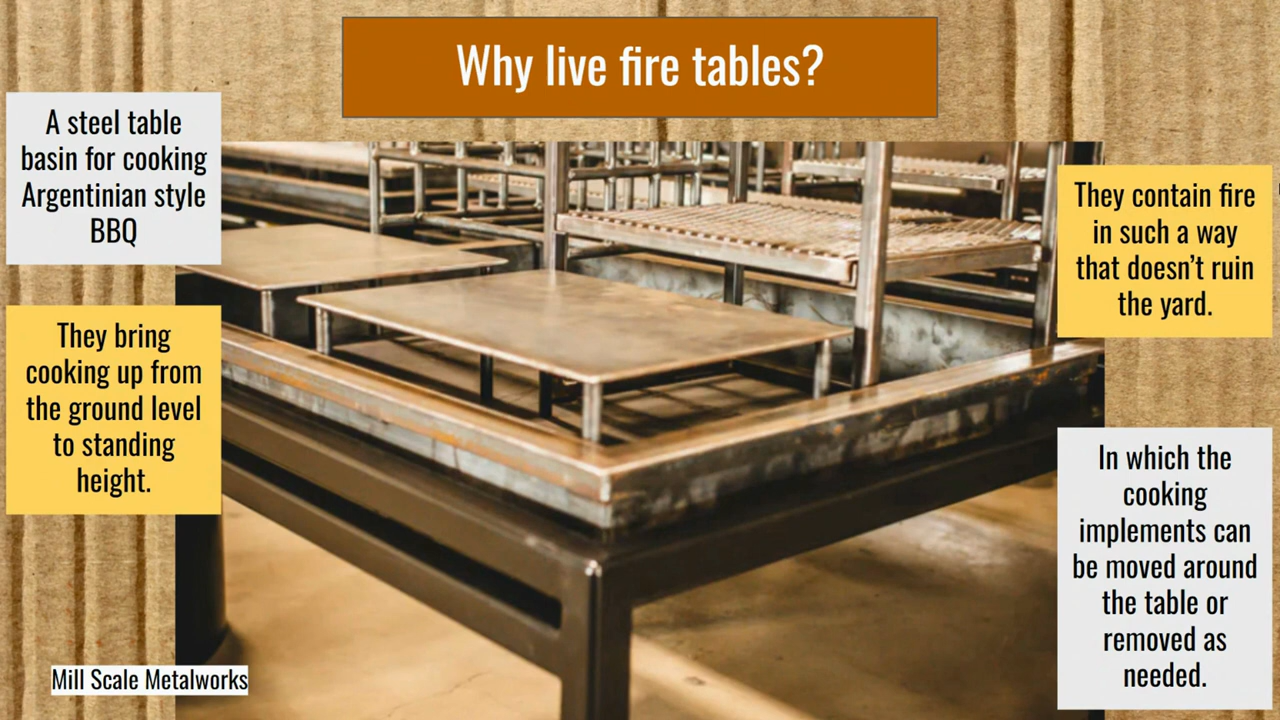 Why live fire tables?
A steel table
basin for cooking
Argentinian style
BBQ
They bring
cooking up from
the ground level
to standing
height.
They contain fire
in such a way
that doesn’t ruin
the yard.
In which the
cooking
implements can
be moved around
the table or
removed as
needed.
Mill Scale Metalworks